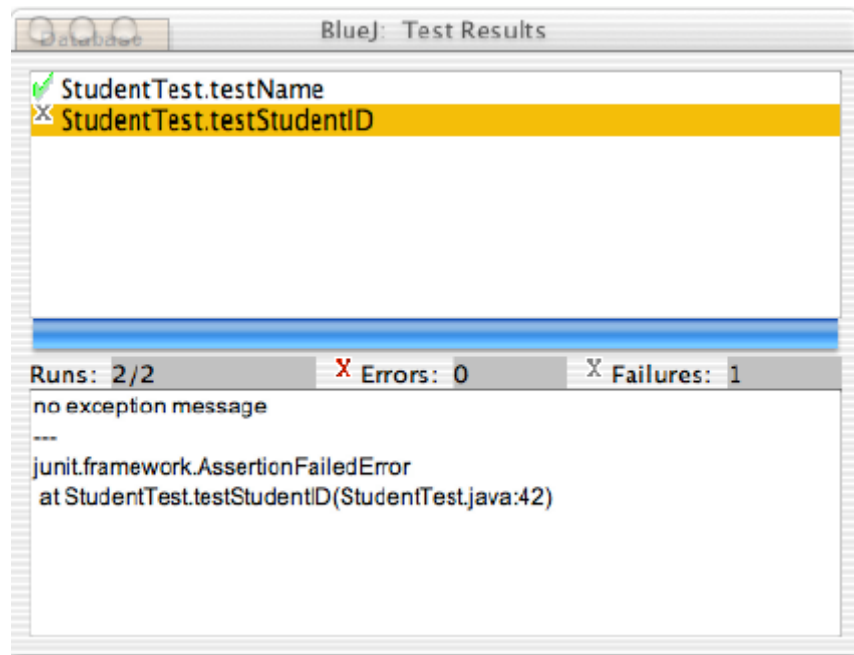 Database
BlueJ: Test Results
StudentTest.testName
X StudentTest.testStudentID
Runs: 2/2 X Errors: 0 X Failures: 1
no exception message
---
junit.framework.AssertionFailedError
at StudentTest.testStudentID(StudentTest.java:42)